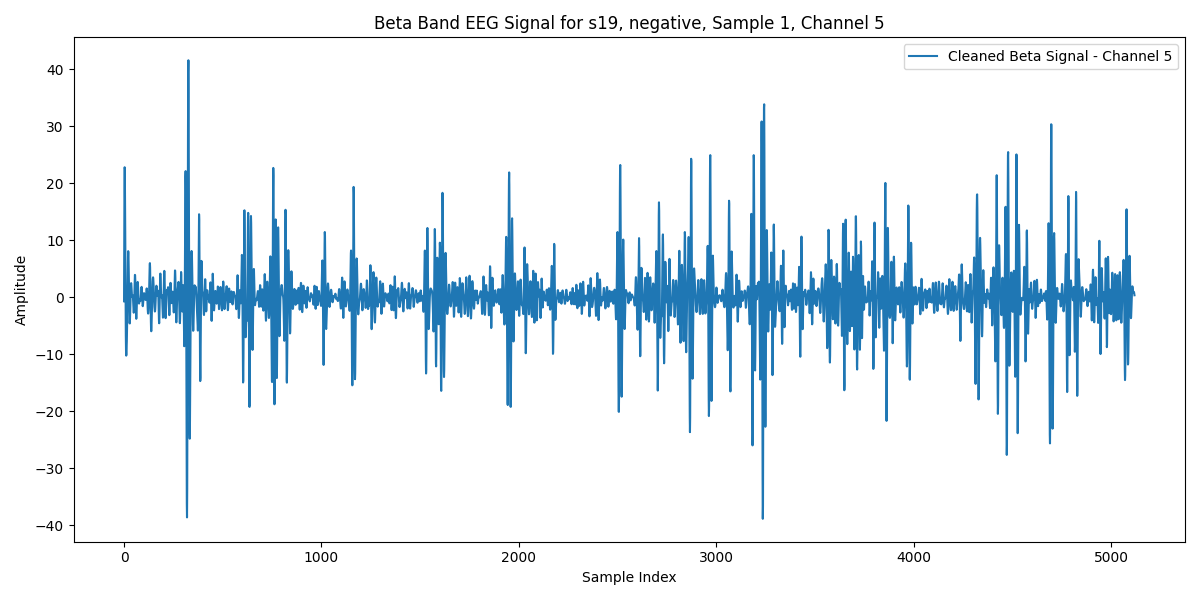 Beta Band EEG Signal for s19, negative, Sample 1, Channel 5
Cleaned Beta Signal - Channel 5
Amplitude
40
30
20
10
0
−10
−20
−30
−40
0 1000 2000 3000 4000 5000
Sample Index